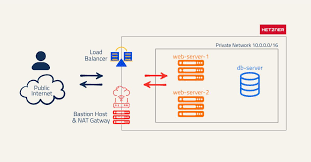 HETZNER
Private Network 10.0.0.0/16
Load
Balancer
web-server-1
db-server
Public
Internet
web-server-2
Bastion Host
& NAT Gatway